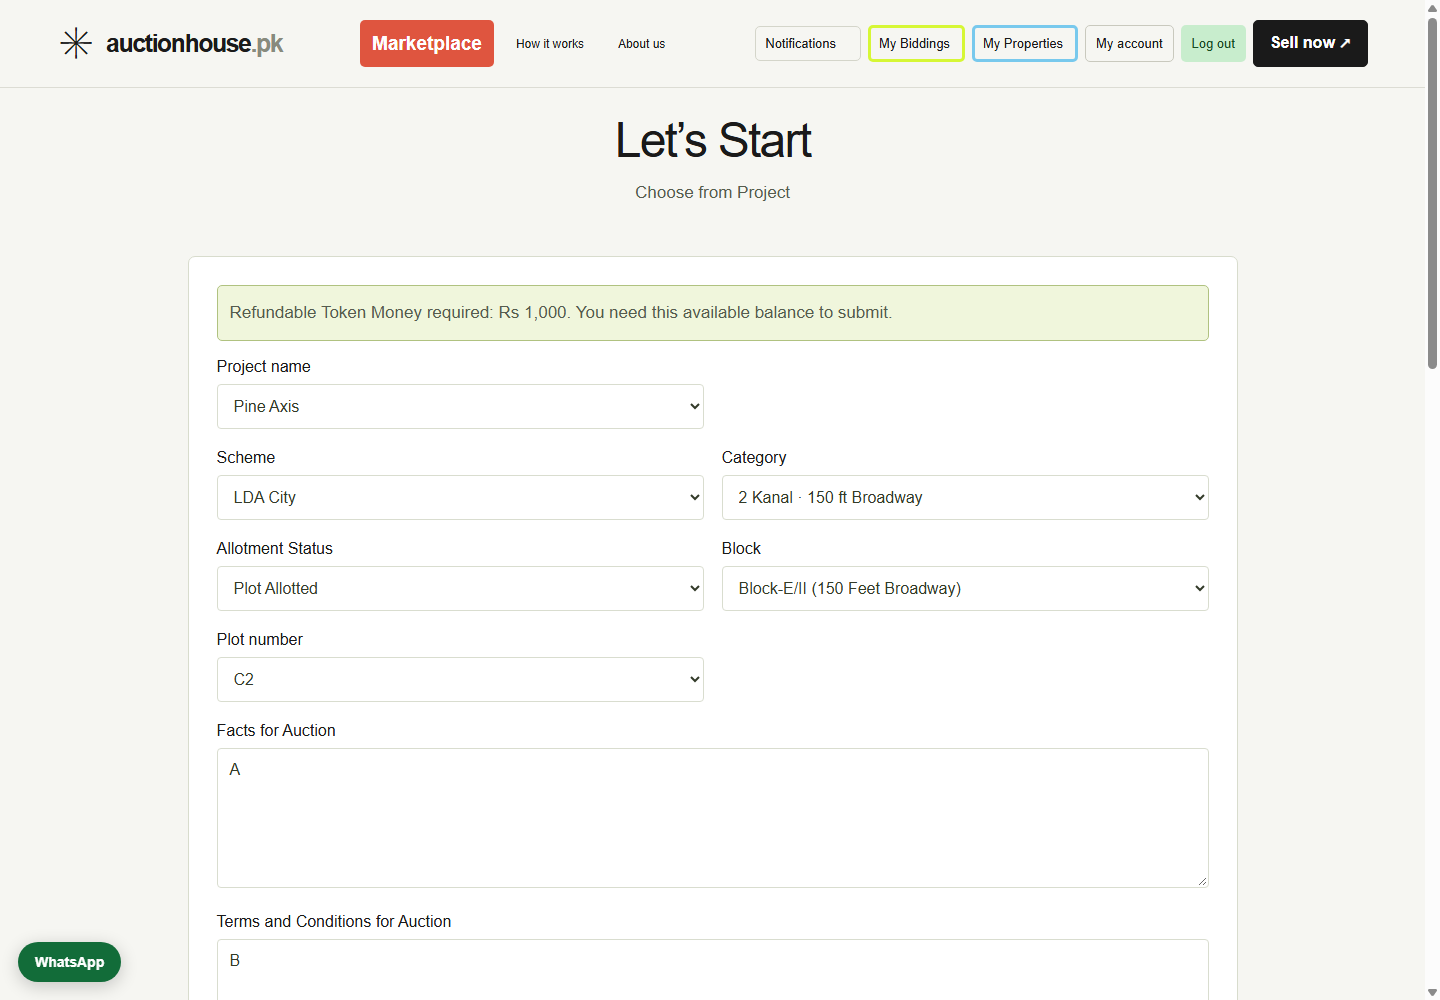 auctionhouse.pk
Marketplace
How it works
About us
Notifications
My Biddings
My Properties
My account
Log out
Sell now ↗
Let’s Start
Choose from Project
Refundable Token Money required: Rs 1,000. You need this available balance to submit.
Project name
Pine Axis
Scheme
Category
LDA City
2 Kanal · 150 ft Broadway
Allotment Status
Block
Plot Allotted
Block-E/II (150 Feet Broadway)
Plot number
C2
Facts for Auction
A
Terms and Conditions for Auction
B
WhatsApp